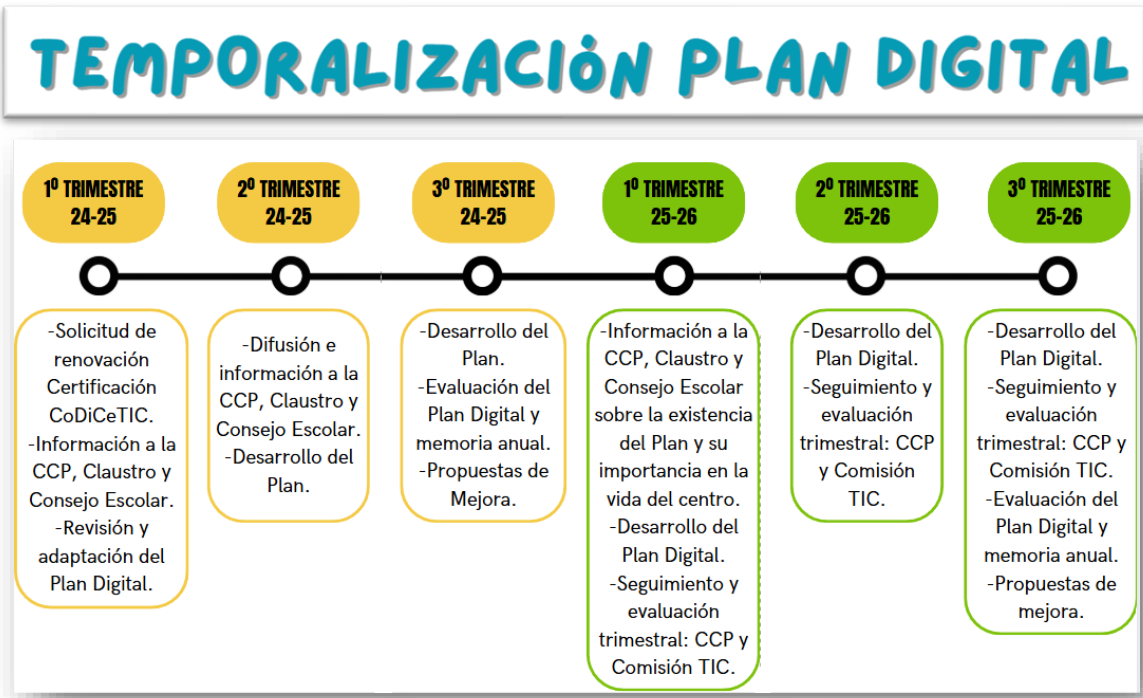 TEMPORALIZACIÓN PLAN DIGITAL
1º TRIMESTRE
24-25
2º TRIMESTRE
24-25
3º TRIMESTRE
24-25
1º TRIMESTRE
25-26
2º TRIMESTRE
25-26
3º TRIMESTRE
25-26
-Solicitud de
renovación
Certificación
CoDiCeTIC.
-Información a la
CCP, Claustro y
Consejo Escolar.
-Revisión y
adaptación del
Plan Digital.
-Difusión e
información a la
CCP, Claustro y
Consejo Escolar.
-Desarrollo del
Plan.
-Desarrollo del
Plan.
-Evaluación del
Plan Digital y
memoria anual.
-Propuestas de
Mejora.
-Información a la
CCP, Claustro y
Consejo Escolar
sobre la existencia
del Plan y su
importancia en la
vida del centro.
-Desarrollo del
Plan Digital.
-Seguimiento y
evaluación
trimestral: CCP y
Comisión TIC.
-Desarrollo del
Plan Digital.
-Seguimiento y
evaluación
trimestral: CCP
y Comisión
TIC.
-Desarrollo del
Plan Digital.
-Seguimiento y
evaluación
trimestral: CCP y
Comisión TIC.
-Evaluación del
Plan Digital y
memoria anual.
-Propuestas de
mejora.